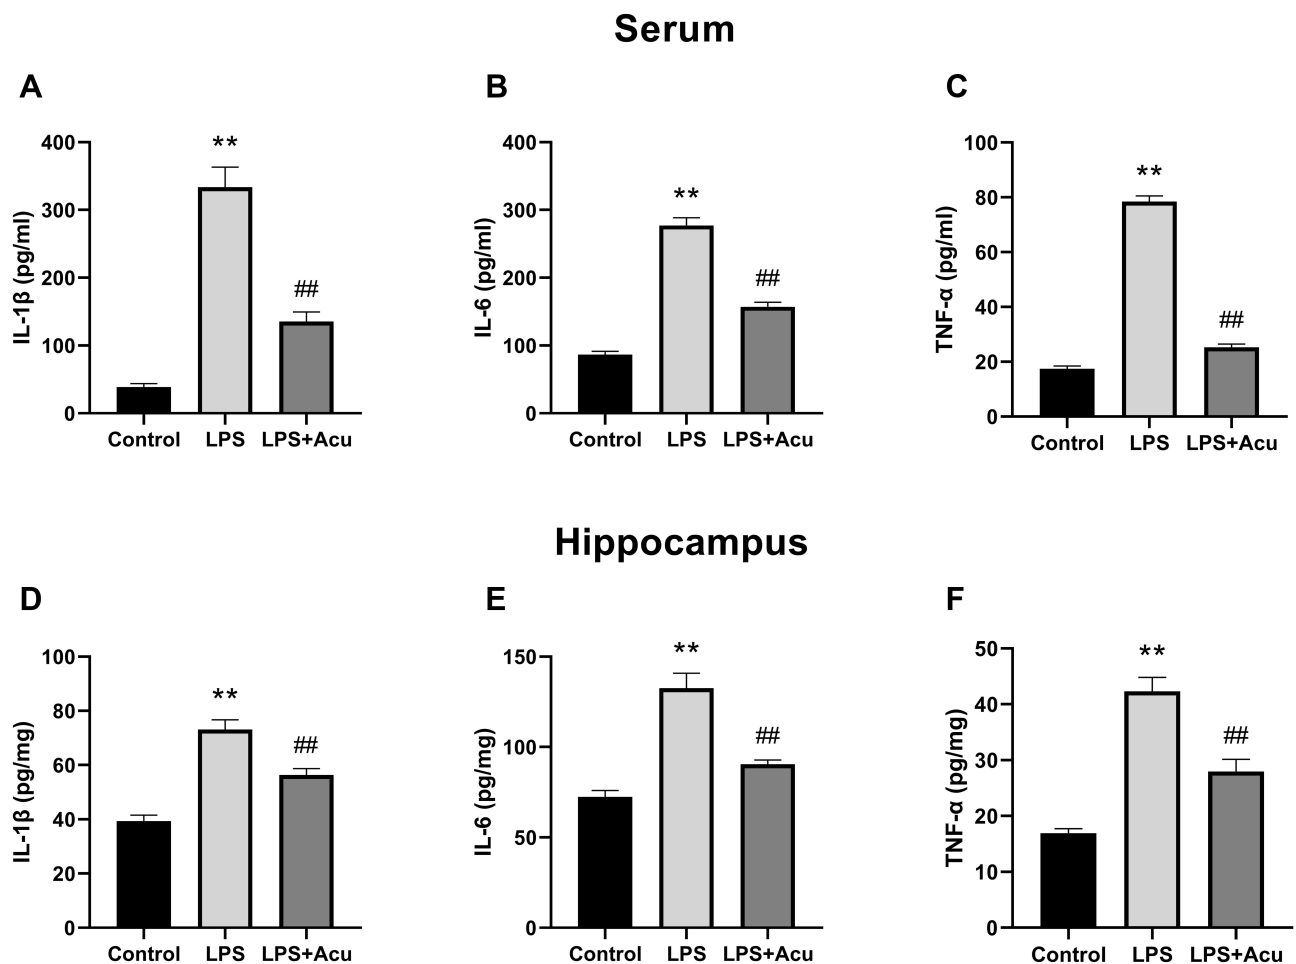 Serum
A
B
C
IL-1β (pg/ml)
400
300
200
100
0
**
##
Control LPS LPS+Acu
IL-6 (pg/ml)
400
300
200
100
0
**
##
Control LPS LPS+Acu
TNF-α (pg/ml)
100
80
60
40
20
0
**
##
Control LPS LPS+Acu
Hippocampus
D
E
F
IL-1β (pg/mg)
100
80
60
40
20
0
**
##
Control LPS LPS+Acu
IL-6 (pg/mg)
150
100
50
0
**
##
Control LPS LPS+Acu
TNF-α (pg/mg)
50
40
30
20
10
0
**
##
Control LPS LPS+Acu